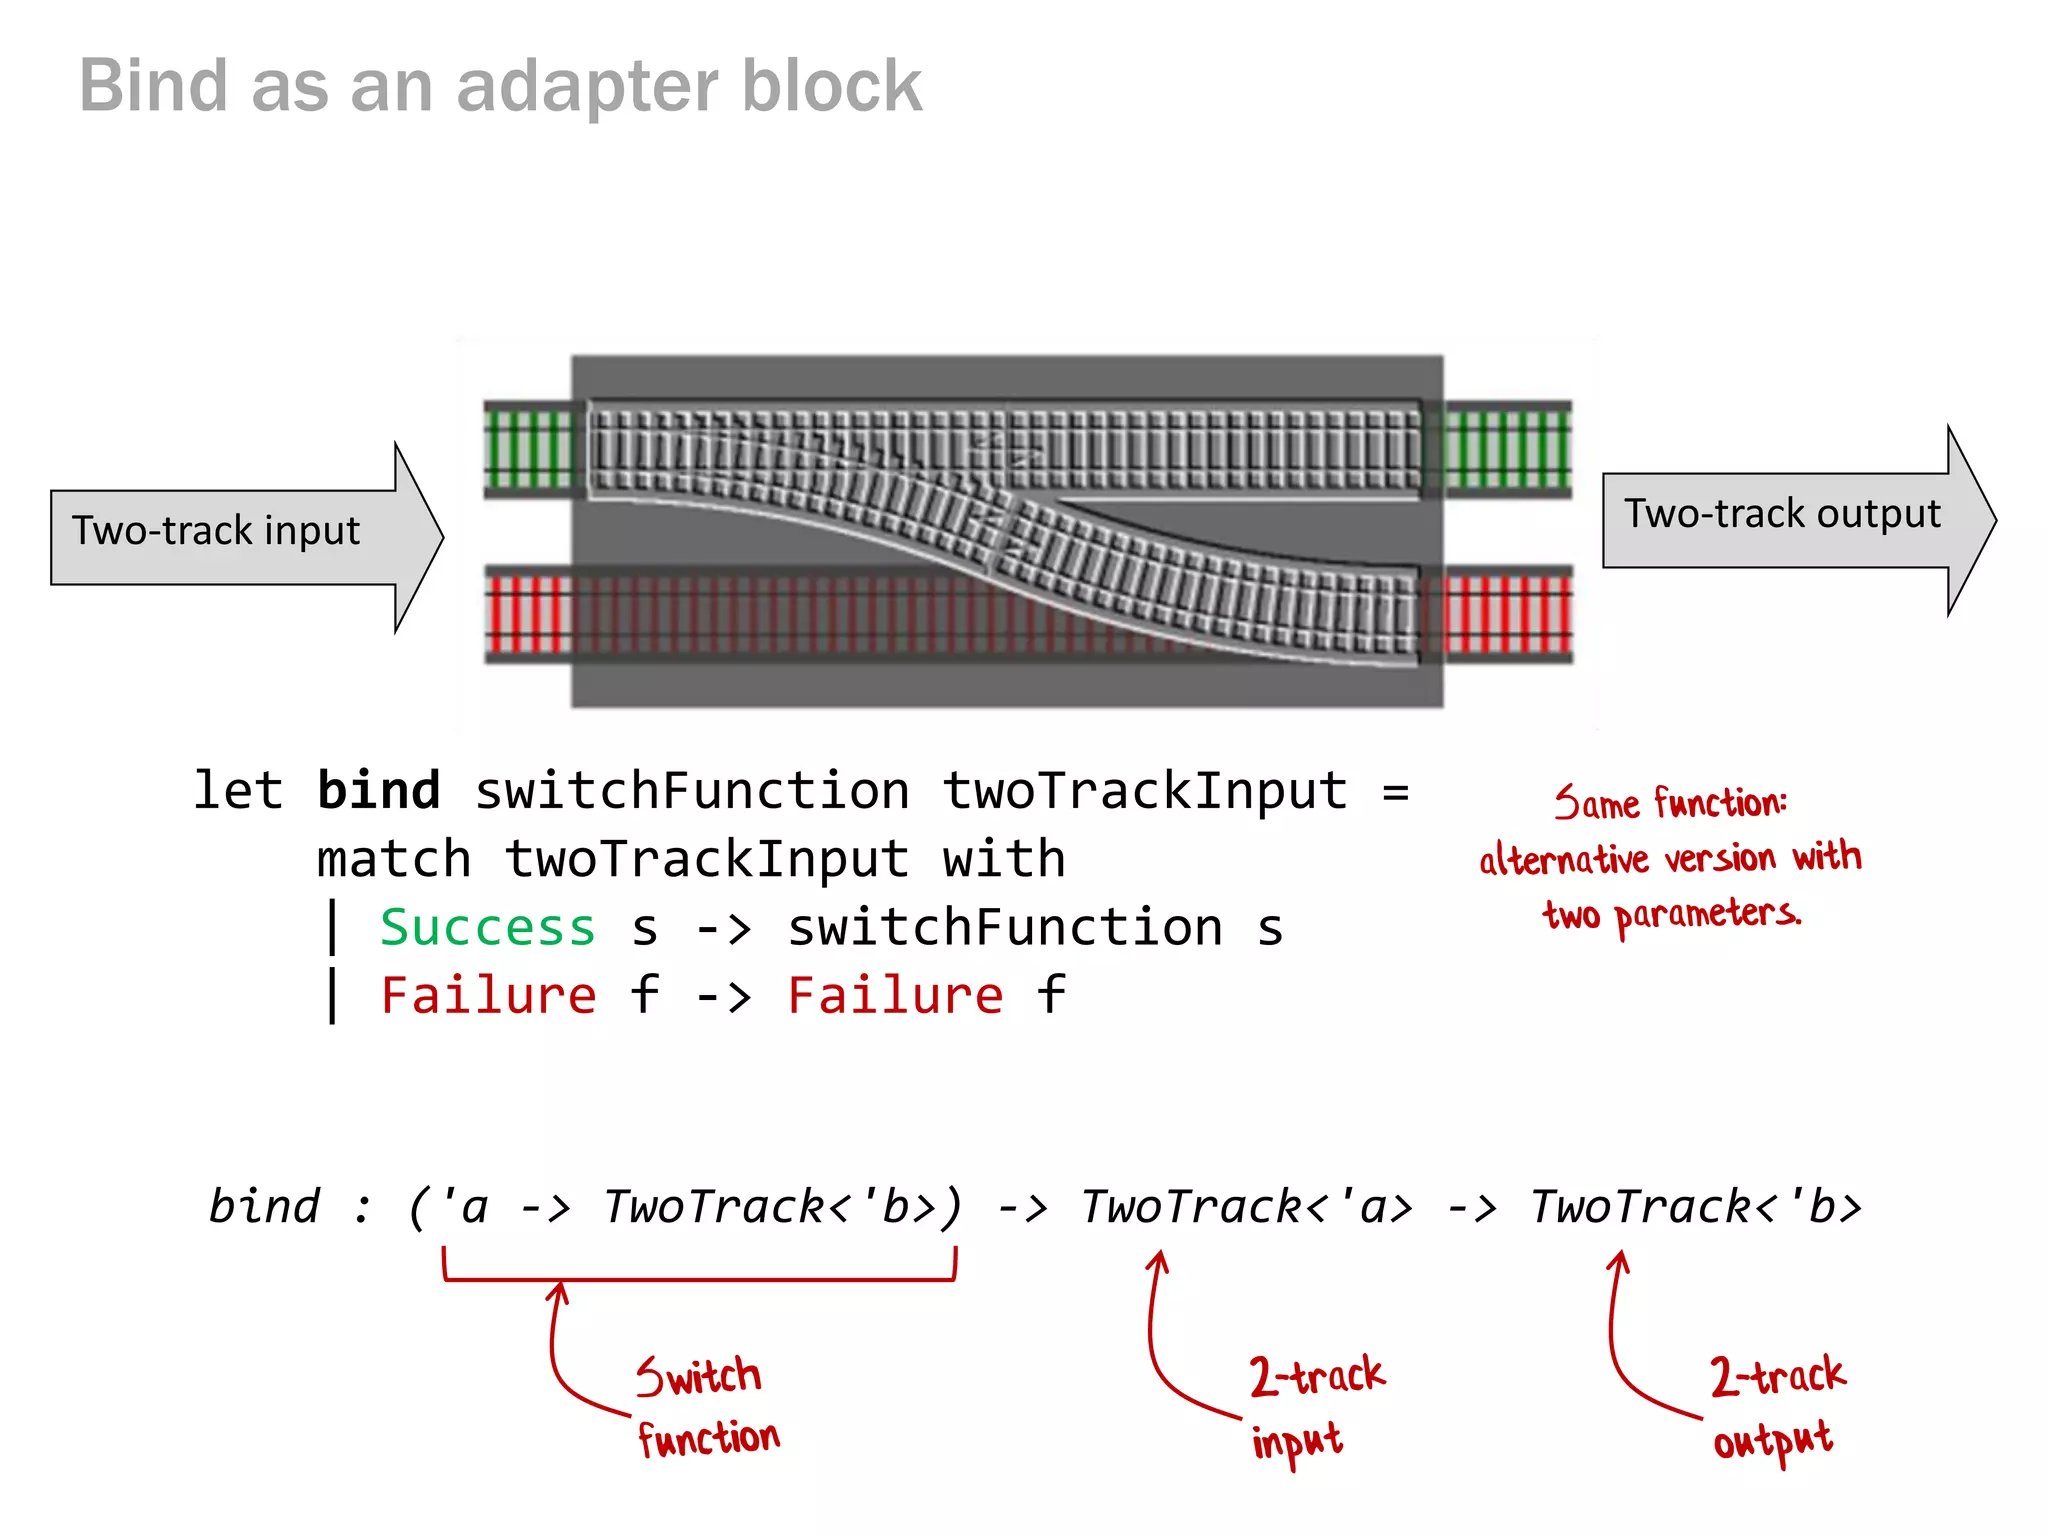 Bind as an adapter block
Two-track input
Two-track output
let bind switchFunction twoTrackInput =
    match twoTrackInput with
    | Success s -> switchFunction s
    | Failure f -> Failure f
Same function:
alternative version with
two parameters.
bind : ('a -> TwoTrack<'b>) -> TwoTrack<'a> -> TwoTrack<'b>
Switch
function
2-track
input
2-track
output